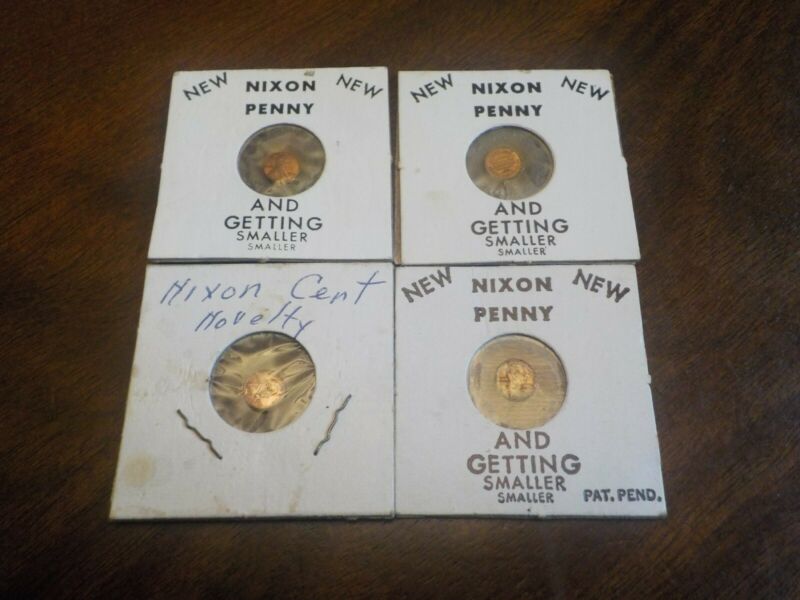 NEW NIXON NEW
PENNY
AND
GETTING
SMALLER
SMALLER
NEW NIXON NEW
PENNY
AND
GETTING
SMALLER
SMALLER
Nixon Cent
Novelty
NEW NIXON NEW
PENNY
AND
GETTING
SMALLER
SMALLER
PAT. PEND.